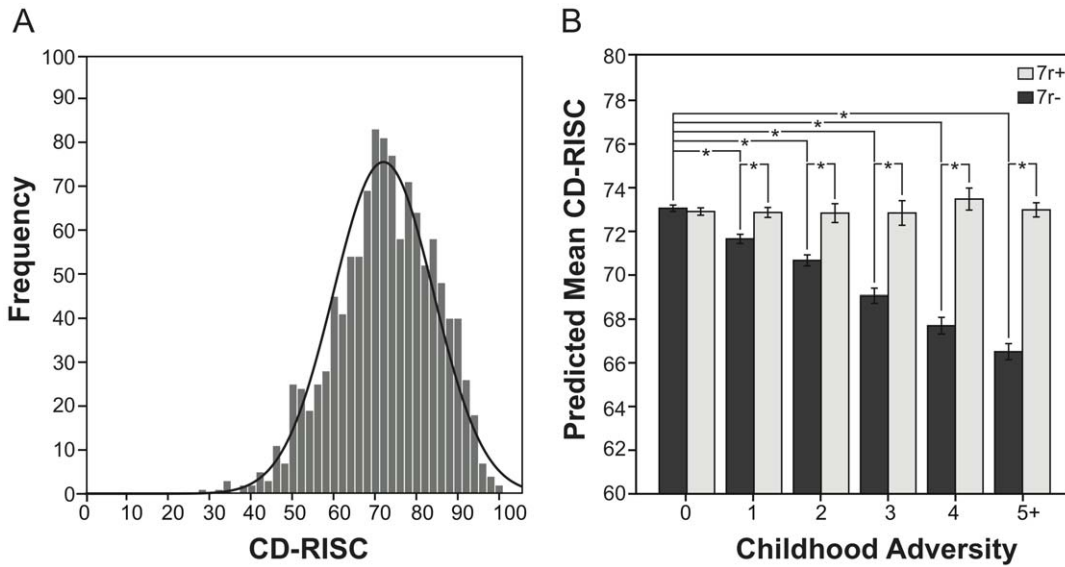 A
B
Frequency
100
90
80
70
60
50
40
30
20
10
0
0 10 20 30 40 50 60 70 80 90 100
CD-RISC
Predicted Mean CD-RISC
80
78
76
74
72
70
68
66
64
62
60
7r+
7r-
*
*
*
*
* * * * * *
0 1 2 3 4 5+
Childhood Adversity